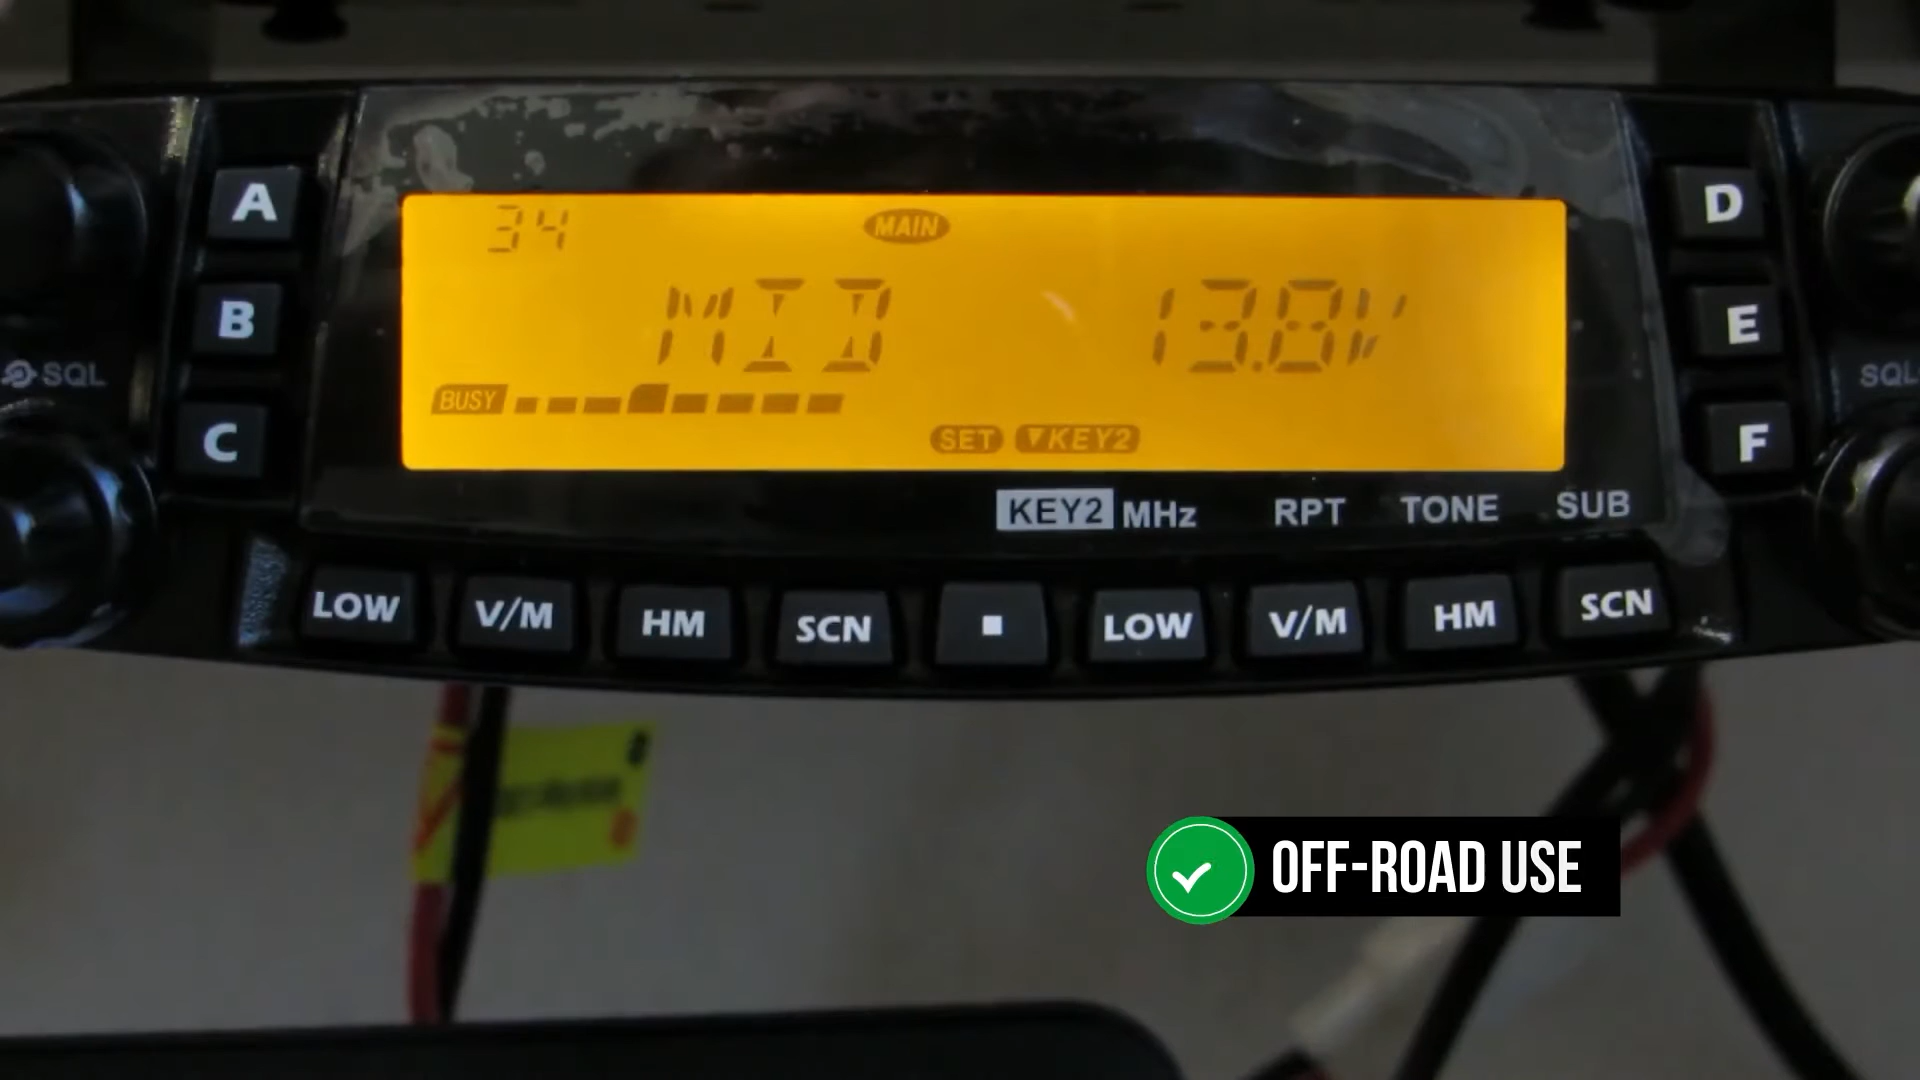 34 MAIN
MID 13.8V
BUSY
SET ▼KEY2
A
B
C
D
E
F
SQL
SQL
KEY2 MHz RPT TONE SUB
LOW V/M HM SCN ■ LOW V/M HM SCN
OFF-ROAD USE